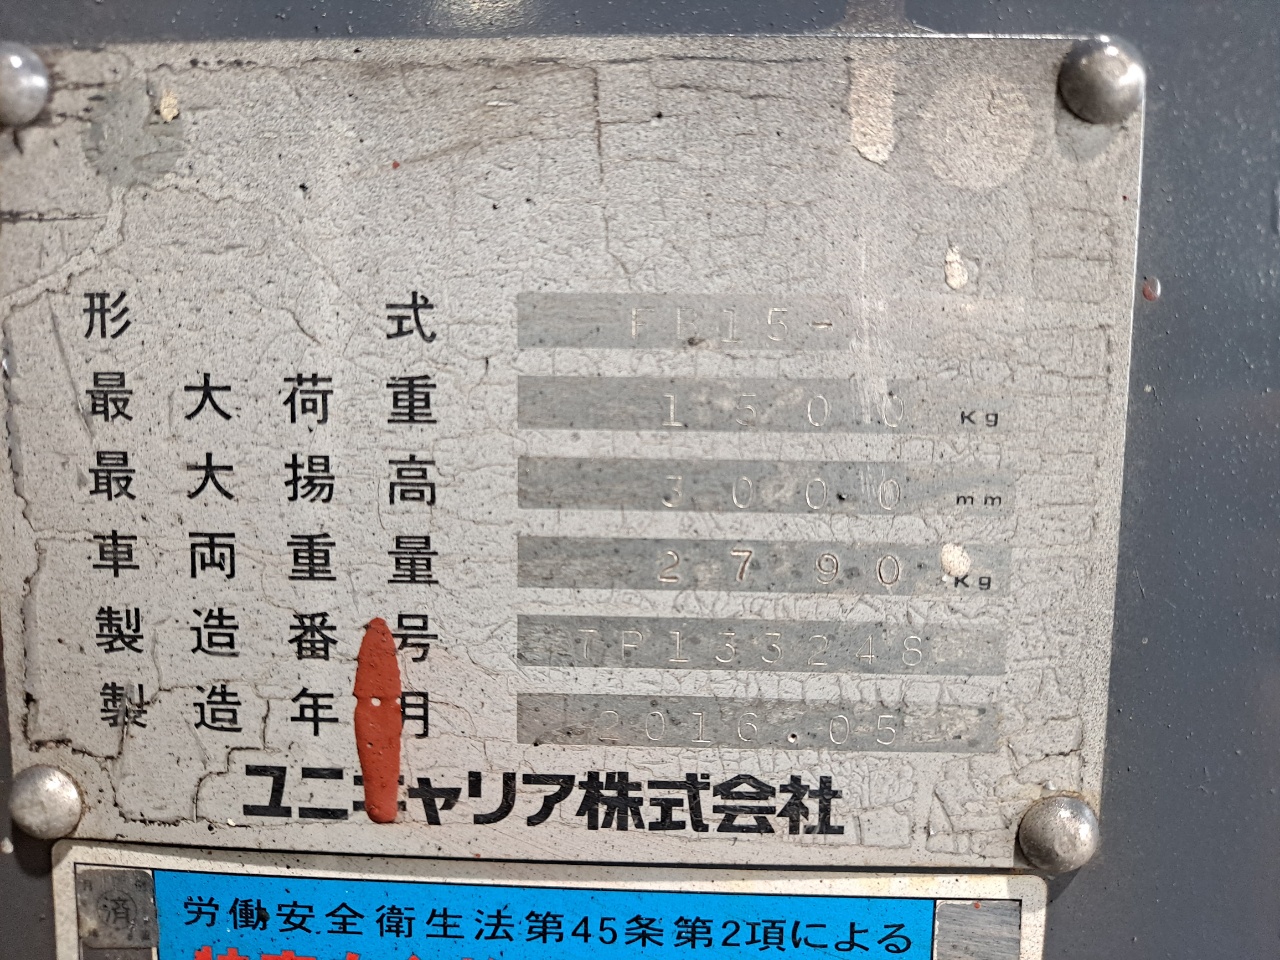 形式 FB15-
最大荷重 1500 Kg
最大揚高 3000 mm
車両重量 2790 Kg
製造番号
製造年月 2016.05
ユニキャリア株式会社
済
労働安全衛生法第45条第2項による